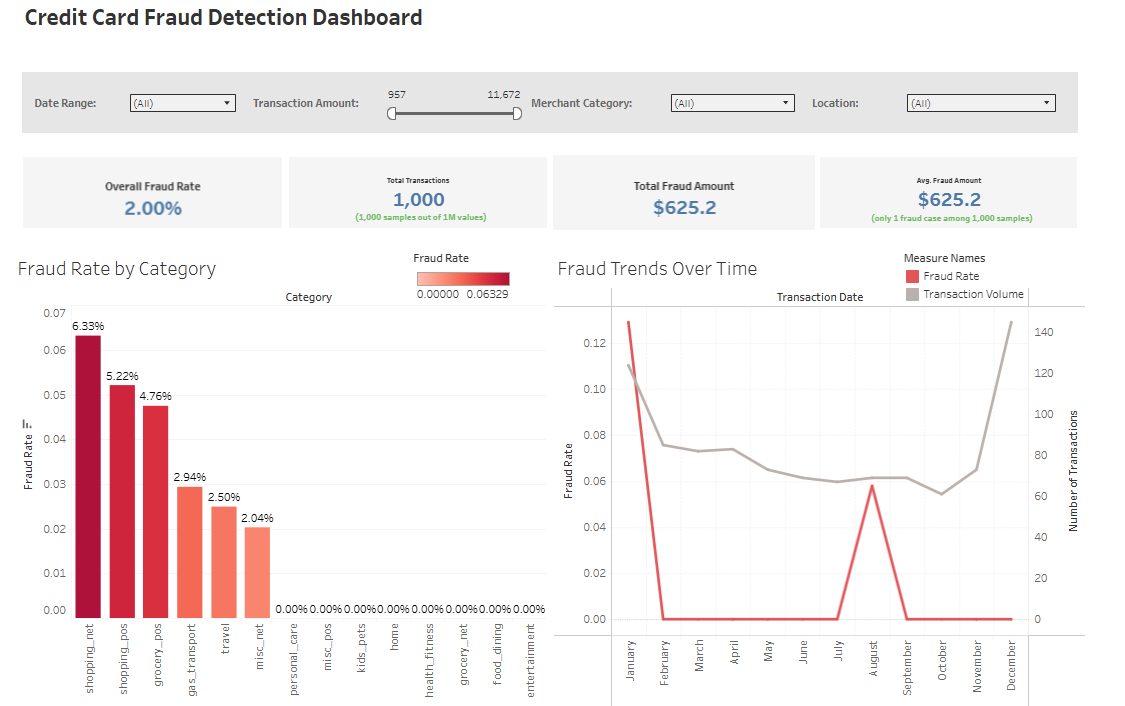 Credit Card Fraud Detection Dashboard
Date Range: (All) Transaction Amount: 957 11,672 Merchant Category: (All) Location: (All)
Overall Fraud Rate
2.00%
Total Transactions
1,000
(1,000 samples out of 1M values)
Total Fraud Amount
$625.2
Avg. Fraud Amount
$625.2
(only 1 fraud case among 1,000 samples)
Fraud Rate by Category
Fraud Rate
0.00000 0.06329
Category
0.07
0.06
0.05
0.04
0.03
0.02
0.01
0.00
Fraud Rate
6.33%
5.22%
4.76%
2.94%
2.50%
2.04%
0.00% 0.00% 0.00% 0.00% 0.00% 0.00% 0.00% 0.00%
shopping_net
shopping_pos
grocery_pos
gas_transport
travel
misc_net
personal_care
misc_pos
kids_pets
home
health_fitness
grocery_net
food_dining
entertainment
Fraud Trends Over Time
Measure Names
Fraud Rate
Transaction Volume
Transaction Date
0.12
0.10
0.08
0.06
0.04
0.02
0.00
Fraud Rate
140
120
100
80
60
40
20
0
Number of Transactions
January
February
March
April
May
June
July
August
September
October
November
December